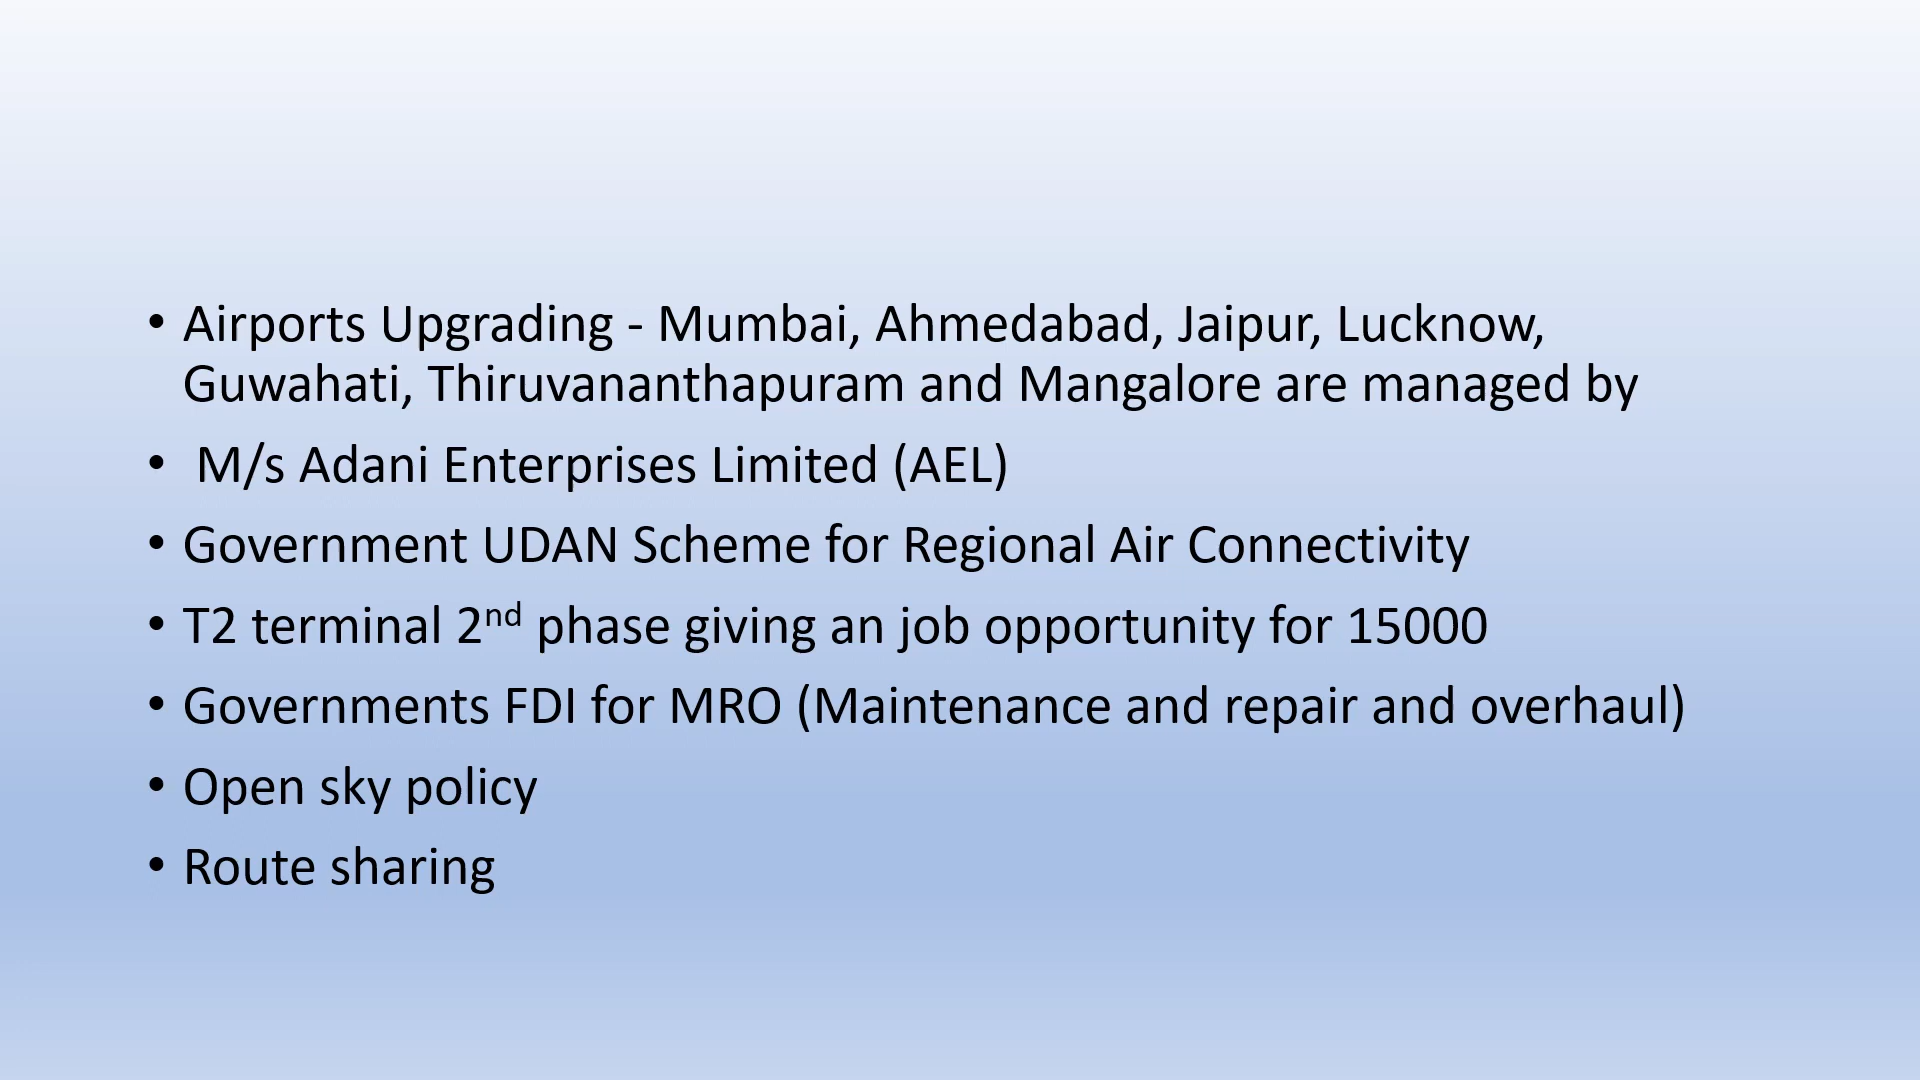 • Airports Upgrading - Mumbai, Ahmedabad, Jaipur, Lucknow,
Guwahati, Thiruvananthapuram and Mangalore are managed by
• M/s Adani Enterprises Limited (AEL)
• Government UDAN Scheme for Regional Air Connectivity
• T2 terminal 2nd phase giving an job opportunity for 15000
• Governments FDI for MRO (Maintenance and repair and overhaul)
• Open sky policy
• Route sharing